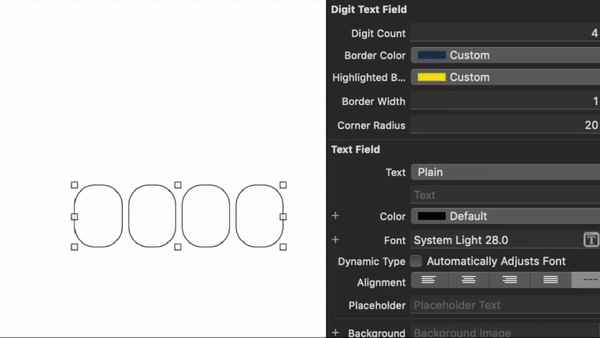 Digit Text Field
Digit Count 4
Border Color Custom
Highlighted B... Custom
Border Width 1
Corner Radius 20
Text Field
Text Plain
Text
+ Color Default
+ Font System Light 28.0 T
Dynamic Type Automatically Adjusts Font
Alignment ---
Placeholder Placeholder Text
+ Background Background Image